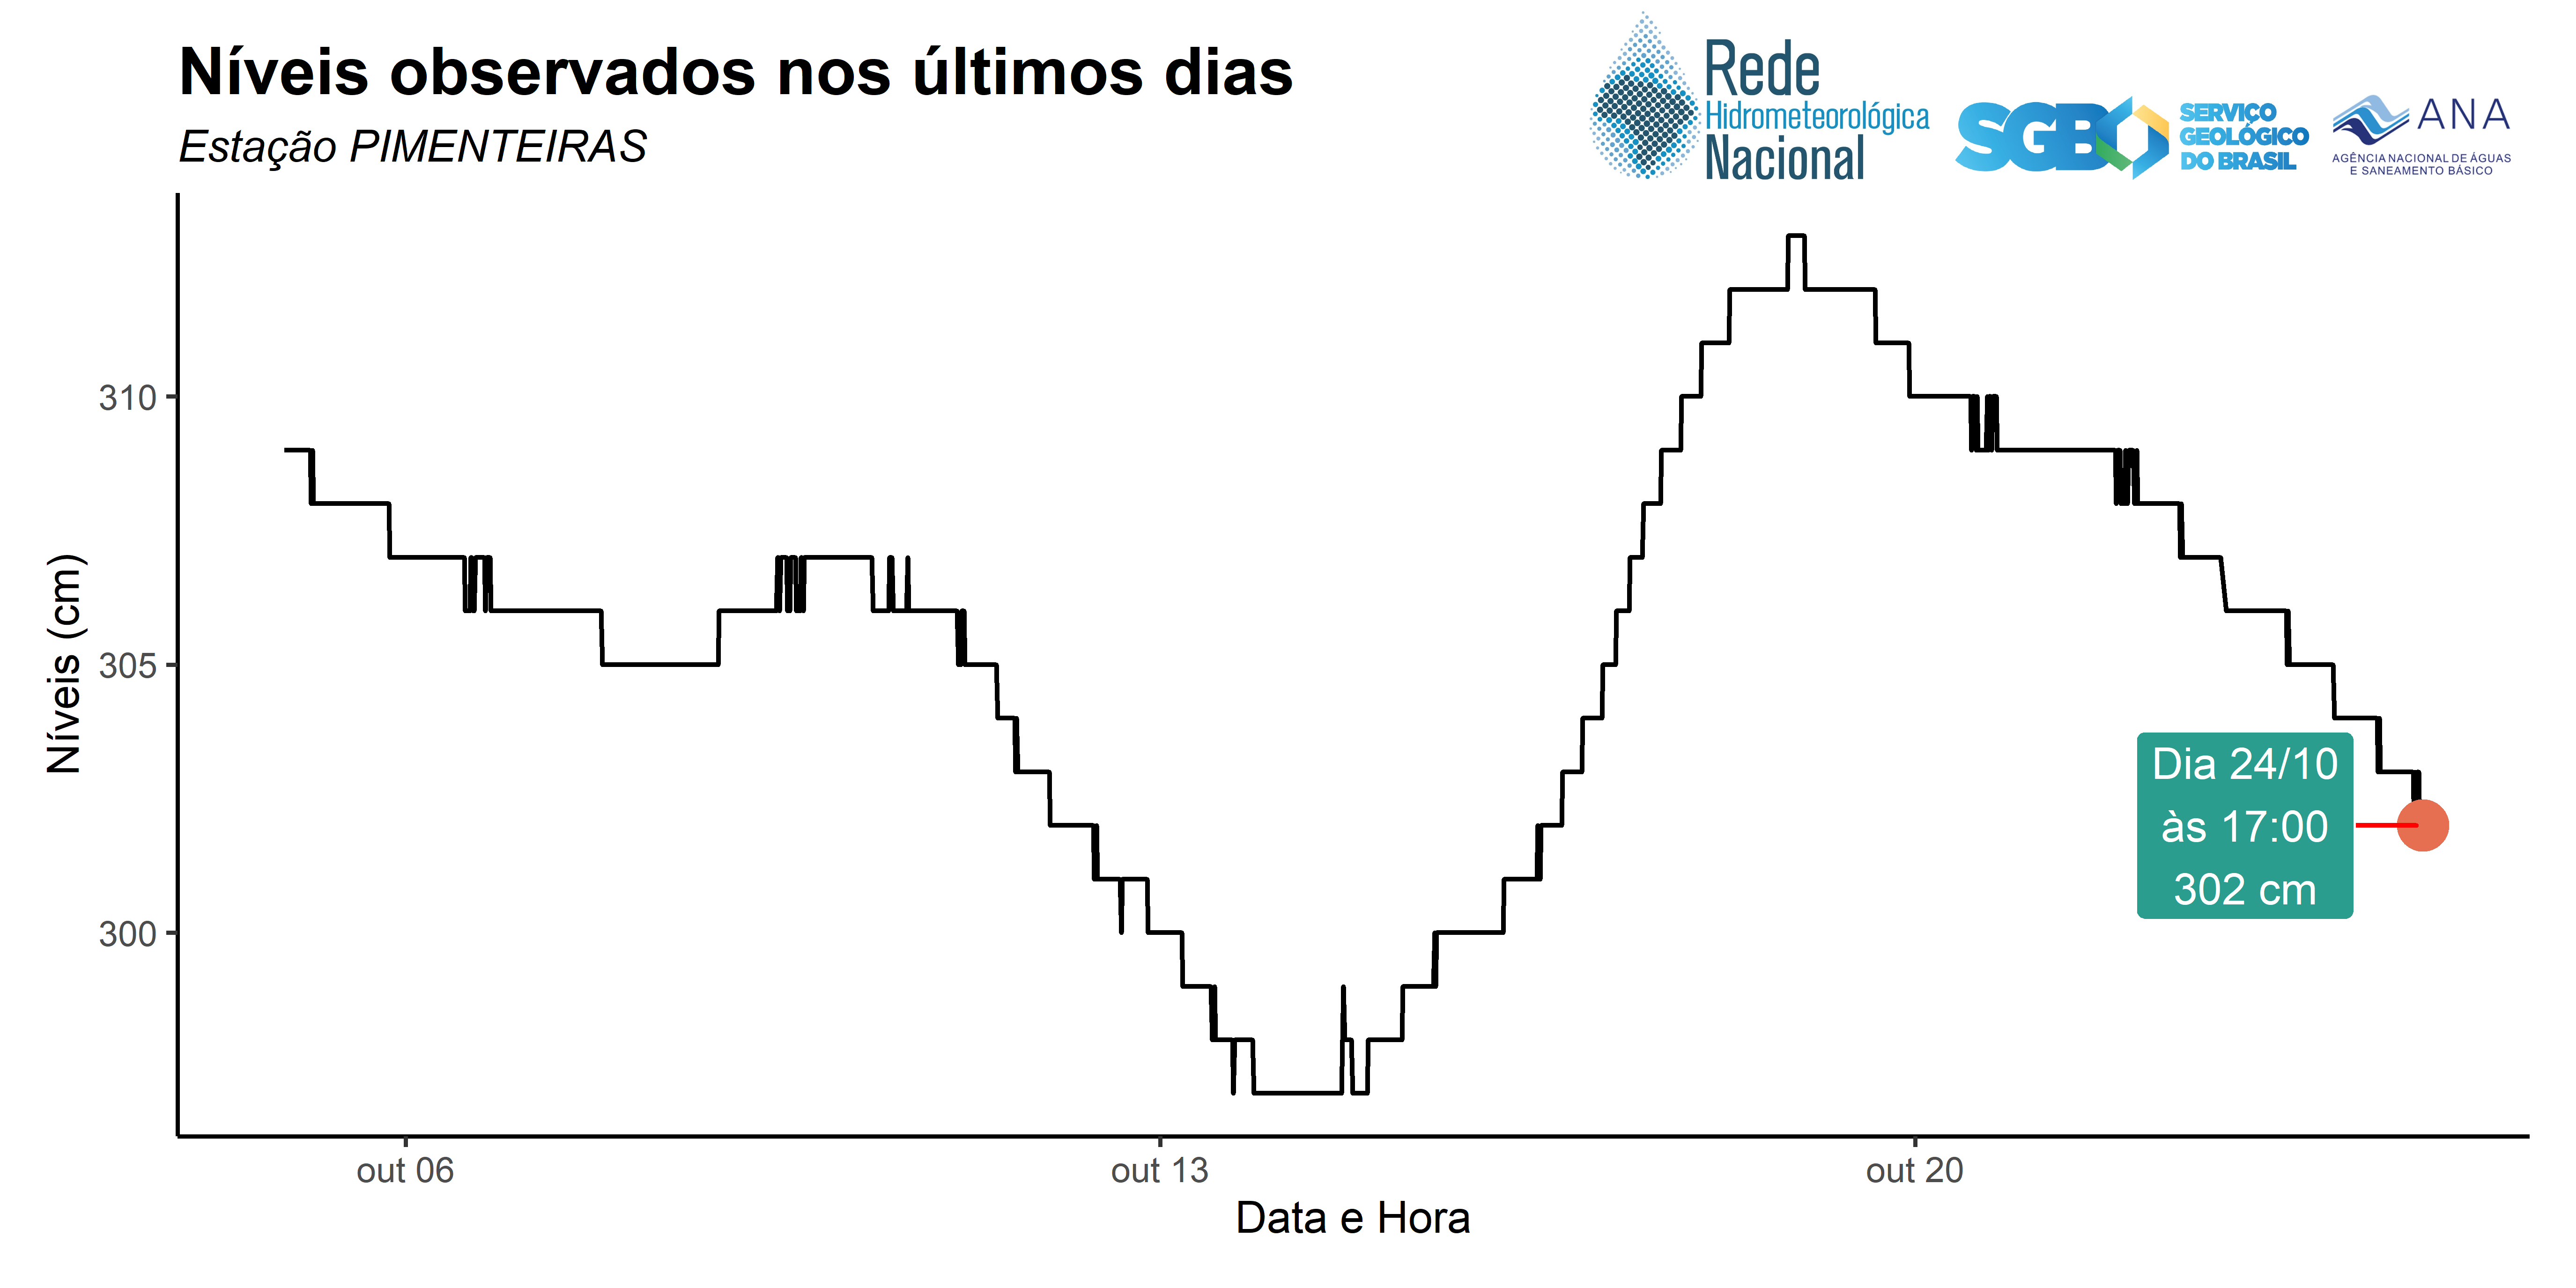 Níveis observados nos últimos dias
Estação PIMENTEIRAS
Rede
Hidrometeorológica
Nacional
SGB
SERVIÇO
GEOLÓGICO
DO BRASIL
ANA
AGÊNCIA NACIONAL DE ÁGUAS
E SANEAMENTO BÁSICO
Níveis (cm)
310
305
300
Dia 24/10
às 17:00
302 cm
out 06
out 13
out 20
Data e Hora